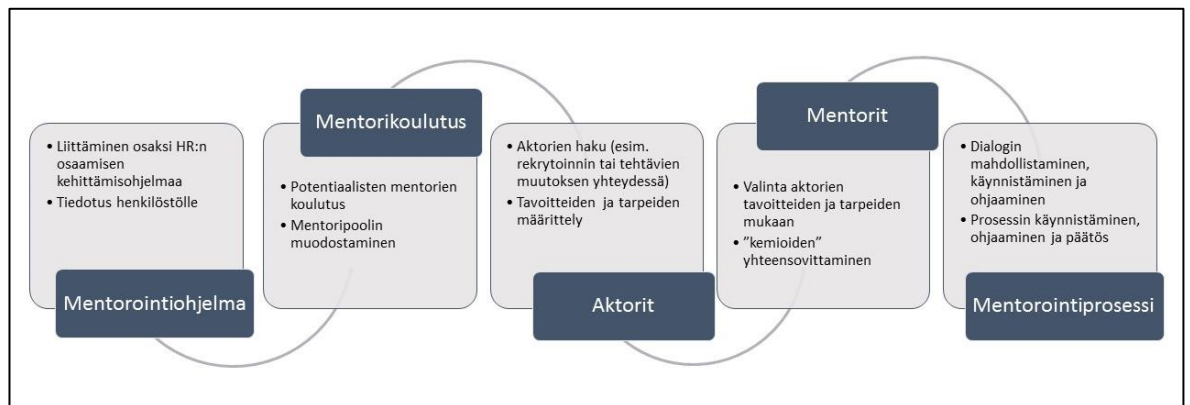 • Liittäminen osaksi HR:n
osaamisen
kehittämisohjelmaa
• Tiedotus henkilöstölle
Mentorointiohjelma
Mentorikoulutus
• Potentiaalisten mentorien
koulutus
• Mentoripoolin
muodostaminen
• Aktorien haku (esim.
rekrytoinnin tai tehtävien
muutoksen yhteydessä)
• Tavoitteiden ja tarpeiden
määrittely
Aktorit
Mentorit
• Valinta aktorien
tavoitteiden ja tarpeiden
mukaan
• ”kemioiden”
yhteensovittaminen
• Dialogin
mahdollistaminen,
käynnistäminen ja
ohjaaminen
• Prosessin käynnistäminen,
ohjaaminen ja päätös
Mentorointiprosessi